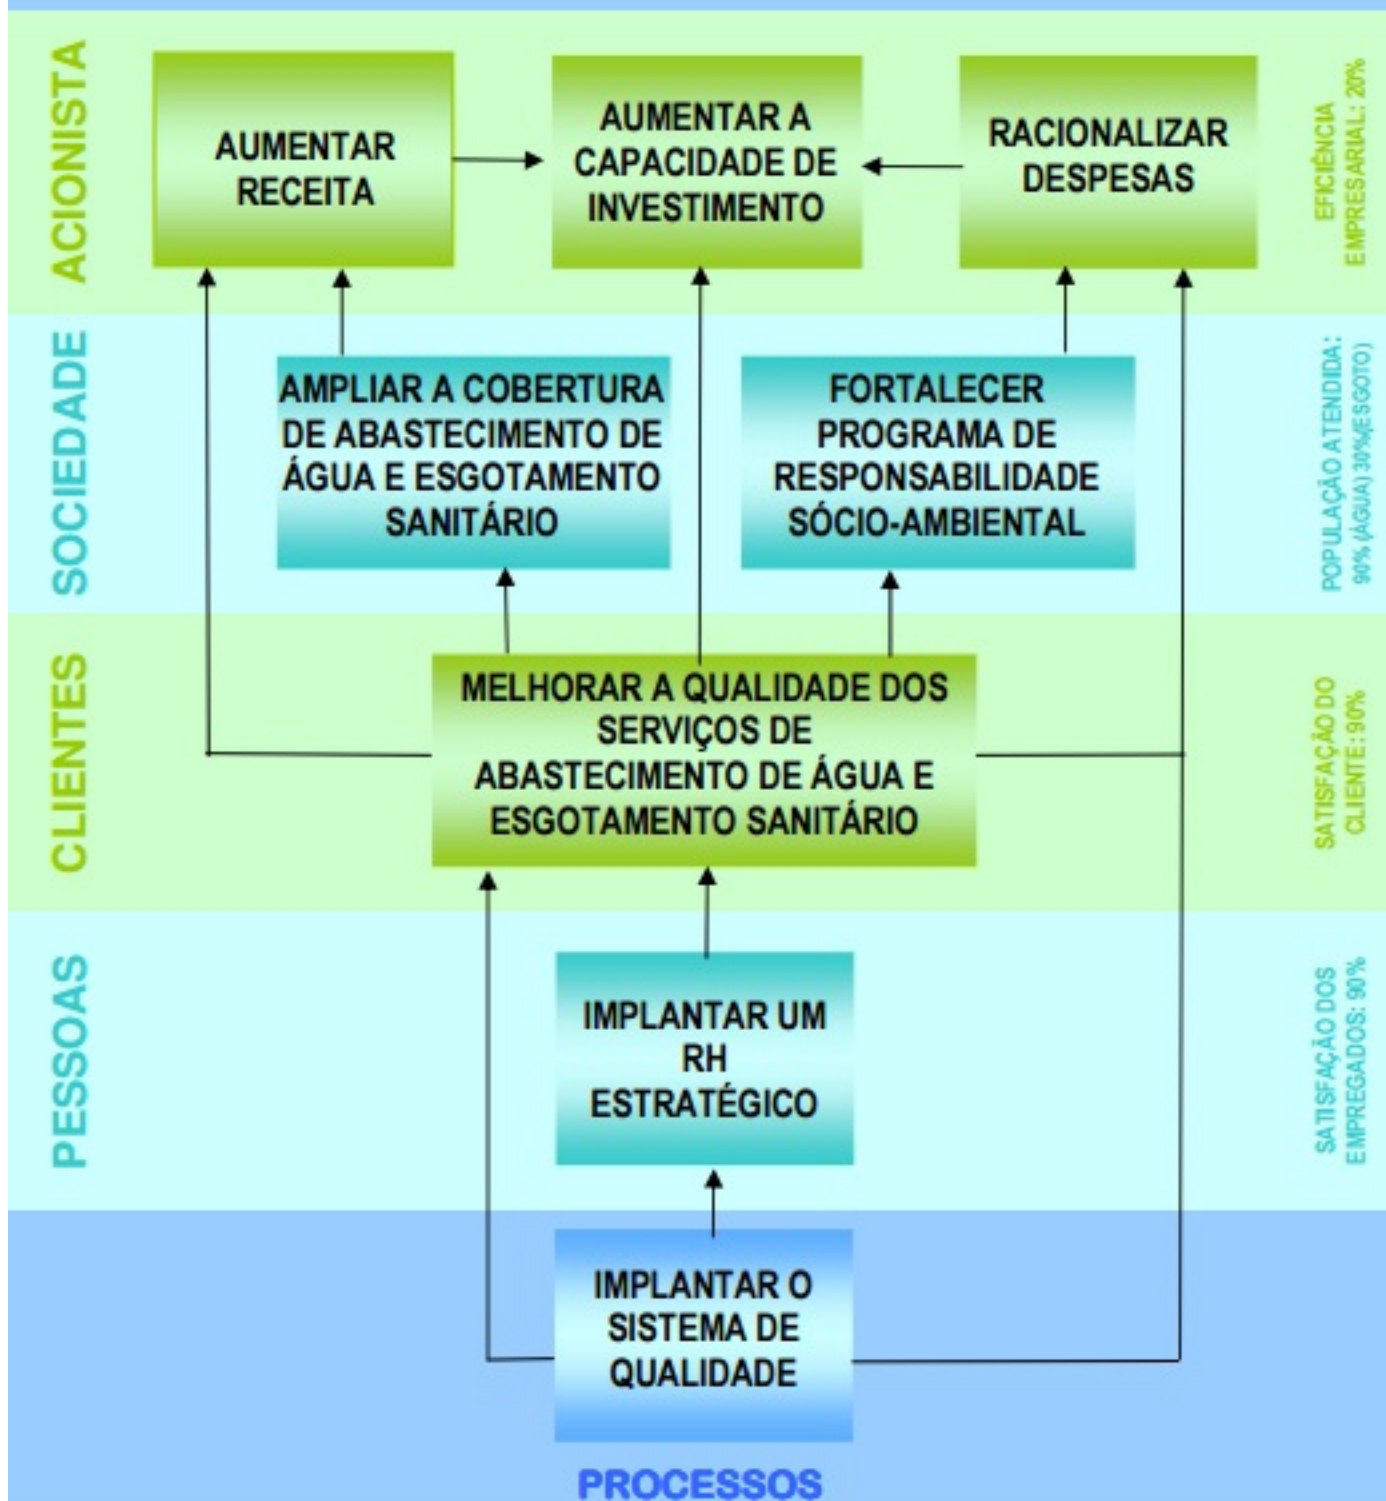 ACIONISTA
AUMENTAR
RECEITA
AUMENTAR A
CAPACIDADE DE
INVESTIMENTO
RACIONALIZAR
DESPESAS
EFICIÊNCIA
EMPRESARIAL: 20%
SOCIEDADE
AMPLIAR A COBERTURA
DE ABASTECIMENTO DE
ÁGUA E ESGOTAMENTO
SANITÁRIO
FORTALECER
PROGRAMA DE
RESPONSABILIDADE
SÓCIO-AMBIENTAL
POPULAÇÃO ATENDIDA:
90% (ÁGUA) 30%(ESGOTO)
CLIENTES
MELHORAR A QUALIDADE DOS
SERVIÇOS DE
ABASTECIMENTO DE ÁGUA E
ESGOTAMENTO SANITÁRIO
SATISFAÇÃO DO
CLIENTE: 90%
PESSOAS
IMPLANTAR UM
RH
ESTRATÉGICO
SATISFAÇÃO DOS
EMPREGADOS: 90%
IMPLANTAR O
SISTEMA DE
QUALIDADE
PROCESSOS